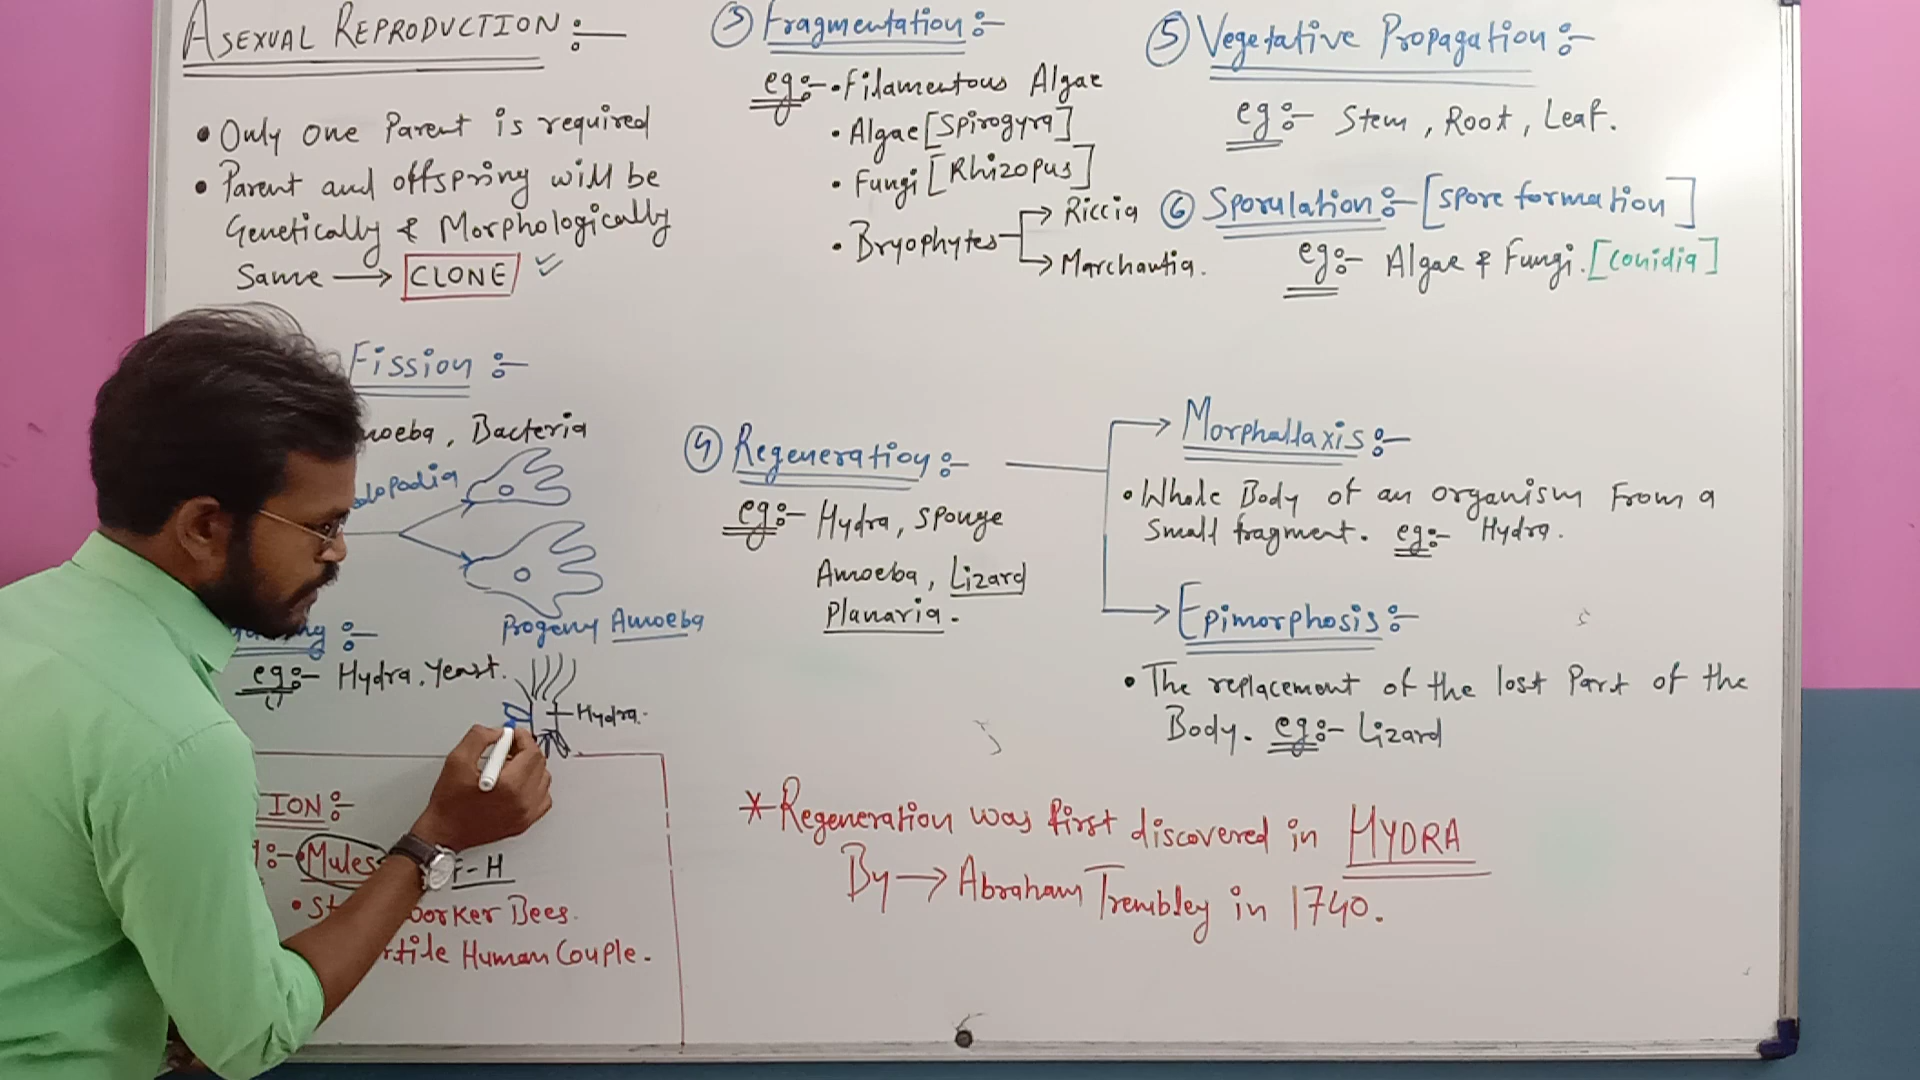 ASEXUAL REPRODUCTION :-
• Only one Parent is required
• Parent and offspring will be
Genetically & Morphologically
Same → CLONE
Fission :-
moeba, Bacteria
dopodia
Progeny Amoeba
:-
eg:- Hydra, Yeast.
Hydra.
ION :-
:- Mules F-H
• St orker Bees.
rtile Human Couple.
③ Fragmentation :-
eg:- • Filamentous Algae
• Algae [Spirogyra]
• Fungi [Rhizopus]
• Bryophytes → Riccia
→ Marchantia.
④ Regeneration :-
eg:- Hydra, Sponge
Amoeba, Lizard
Planaria.
→ Morphallaxis :-
• Whole Body of an organism From a
Small fragment. eg:- Hydra.
→ Epimorphosis :-
• The replacement of the lost Part of the
Body. eg:- Lizard
* Regeneration was first discovered in HYDRA
By → Abraham Trembley in 1740.
⑤ Vegetative Propagation :-
eg:- Stem, Root, Leaf.
⑥ Sporulation :- [Spore formation]
eg:- Algae & Fungi. [Conidia]